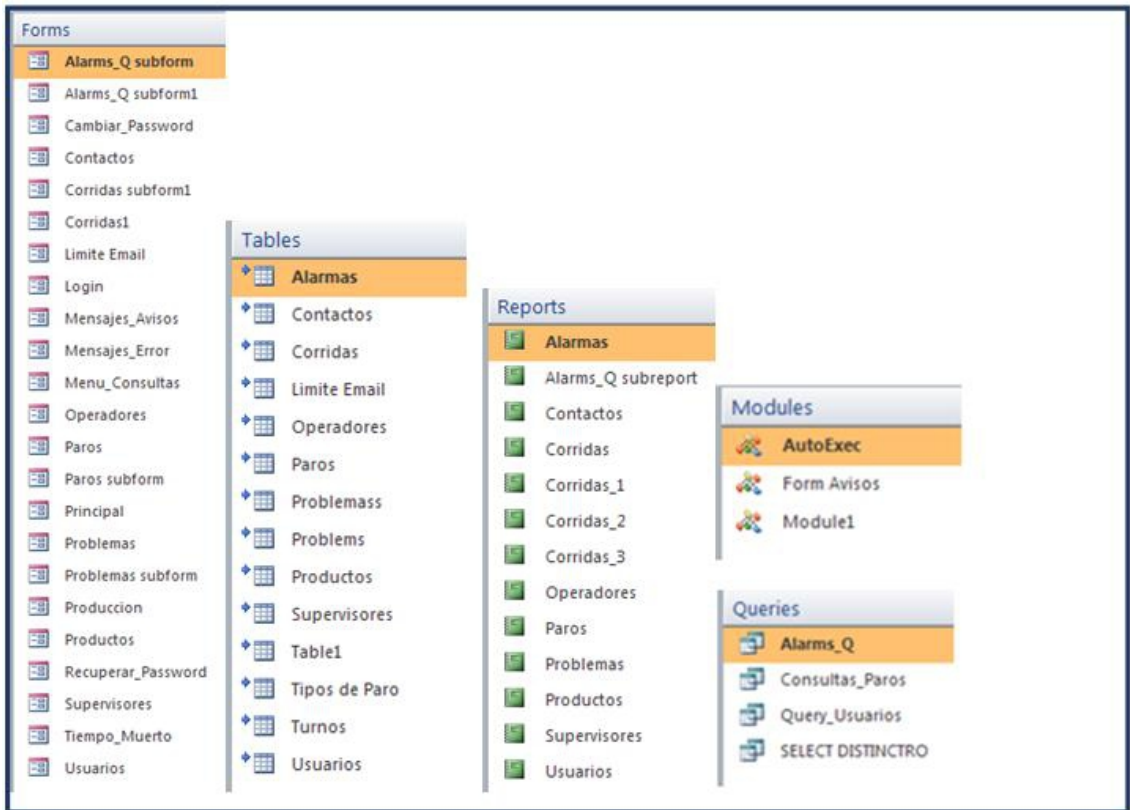 Forms
Alarms_Q subform
Alarms_Q subform1
Cambiar_Password
Contactos
Corridas subform1
Corridas1
Limite Email
Login
Mensajes_Avisos
Mensajes_Error
Menu_Consultas
Operadores
Paros
Paros subform
Principal
Problemas
Problemas subform
Produccion
Productos
Recuperar_Password
Supervisores
Tiempo_Muerto
Usuarios
Tables
Alarmas
Contactos
Corridas
Limite Email
Operadores
Paros
Problemass
Problems
Productos
Supervisores
Table1
Tipos de Paro
Turnos
Usuarios
Reports
Alarmas
Alarms_Q subreport
Contactos
Corridas
Corridas_1
Corridas_2
Corridas_3
Operadores
Paros
Problemas
Productos
Supervisores
Usuarios
Modules
AutoExec
Form Avisos
Module1
Queries
Alarms_Q
Consultas_Paros
Query_Usuarios
SELECT DISTINCTRO